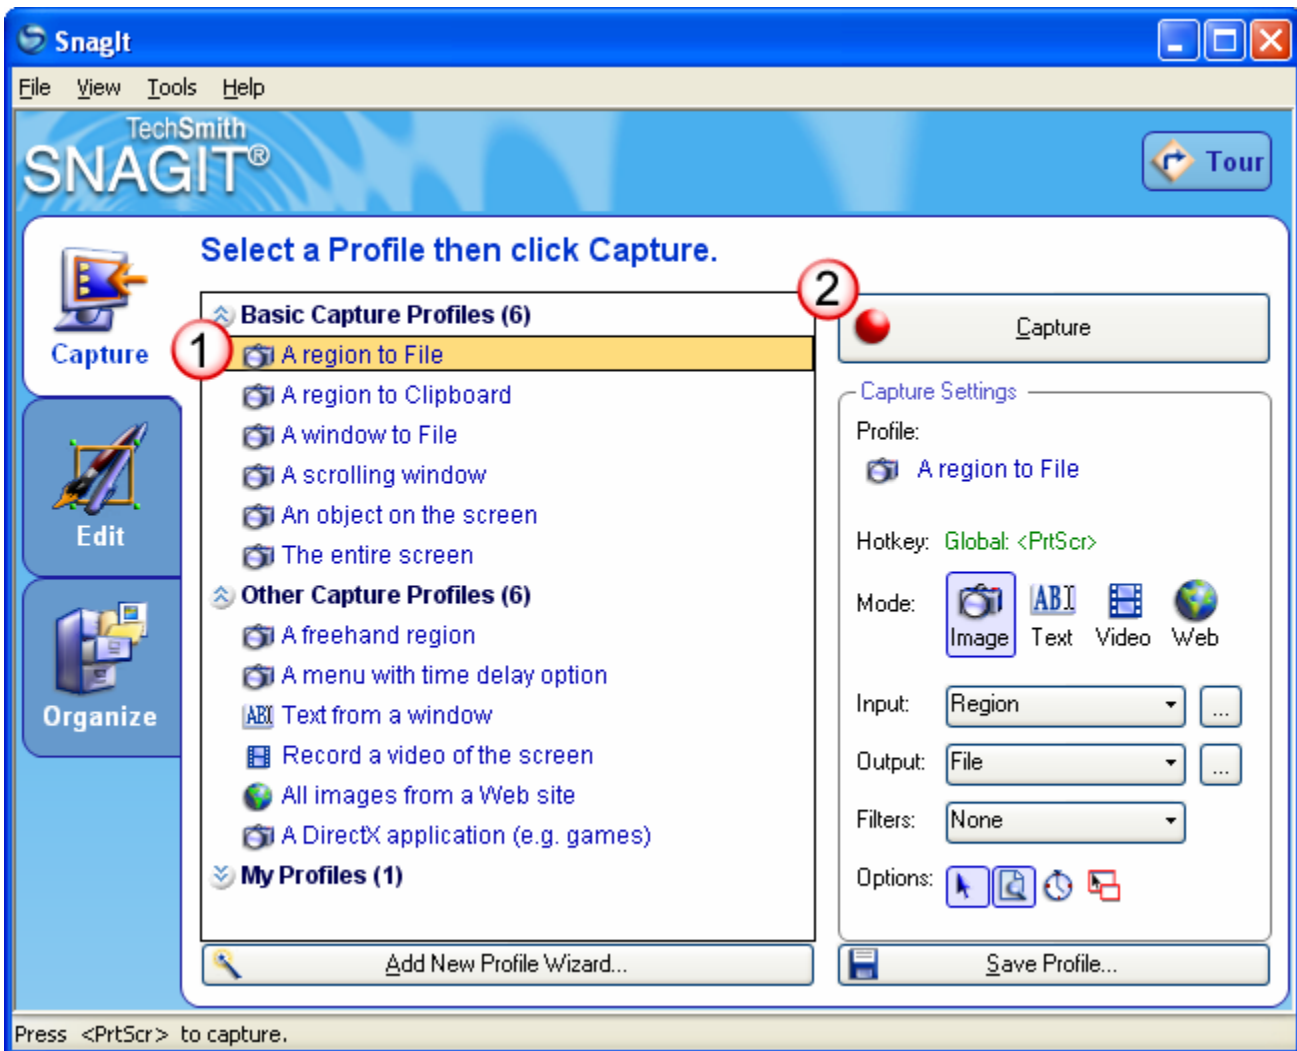 SnagIt
File View Tools Help
TechSmith
SNAGIT®
Tour
Select a Profile then click Capture.
Capture
Edit
Organize
Basic Capture Profiles (6)
1
A region to File
A region to Clipboard
A window to File
A scrolling window
An object on the screen
The entire screen
Other Capture Profiles (6)
A freehand region
A menu with time delay option
ABI Text from a window
Record a video of the screen
All images from a Web site
A DirectX application (e.g. games)
My Profiles (1)
Add New Profile Wizard...
2
Capture
Capture Settings
Profile:
A region to File
Hotkey: Global: <PrtScr>
Mode:
ABI
Image Text Video Web
Input: Region ...
Output: File ...
Filters: None
Options:
Save Profile...
Press <PrtScr> to capture.